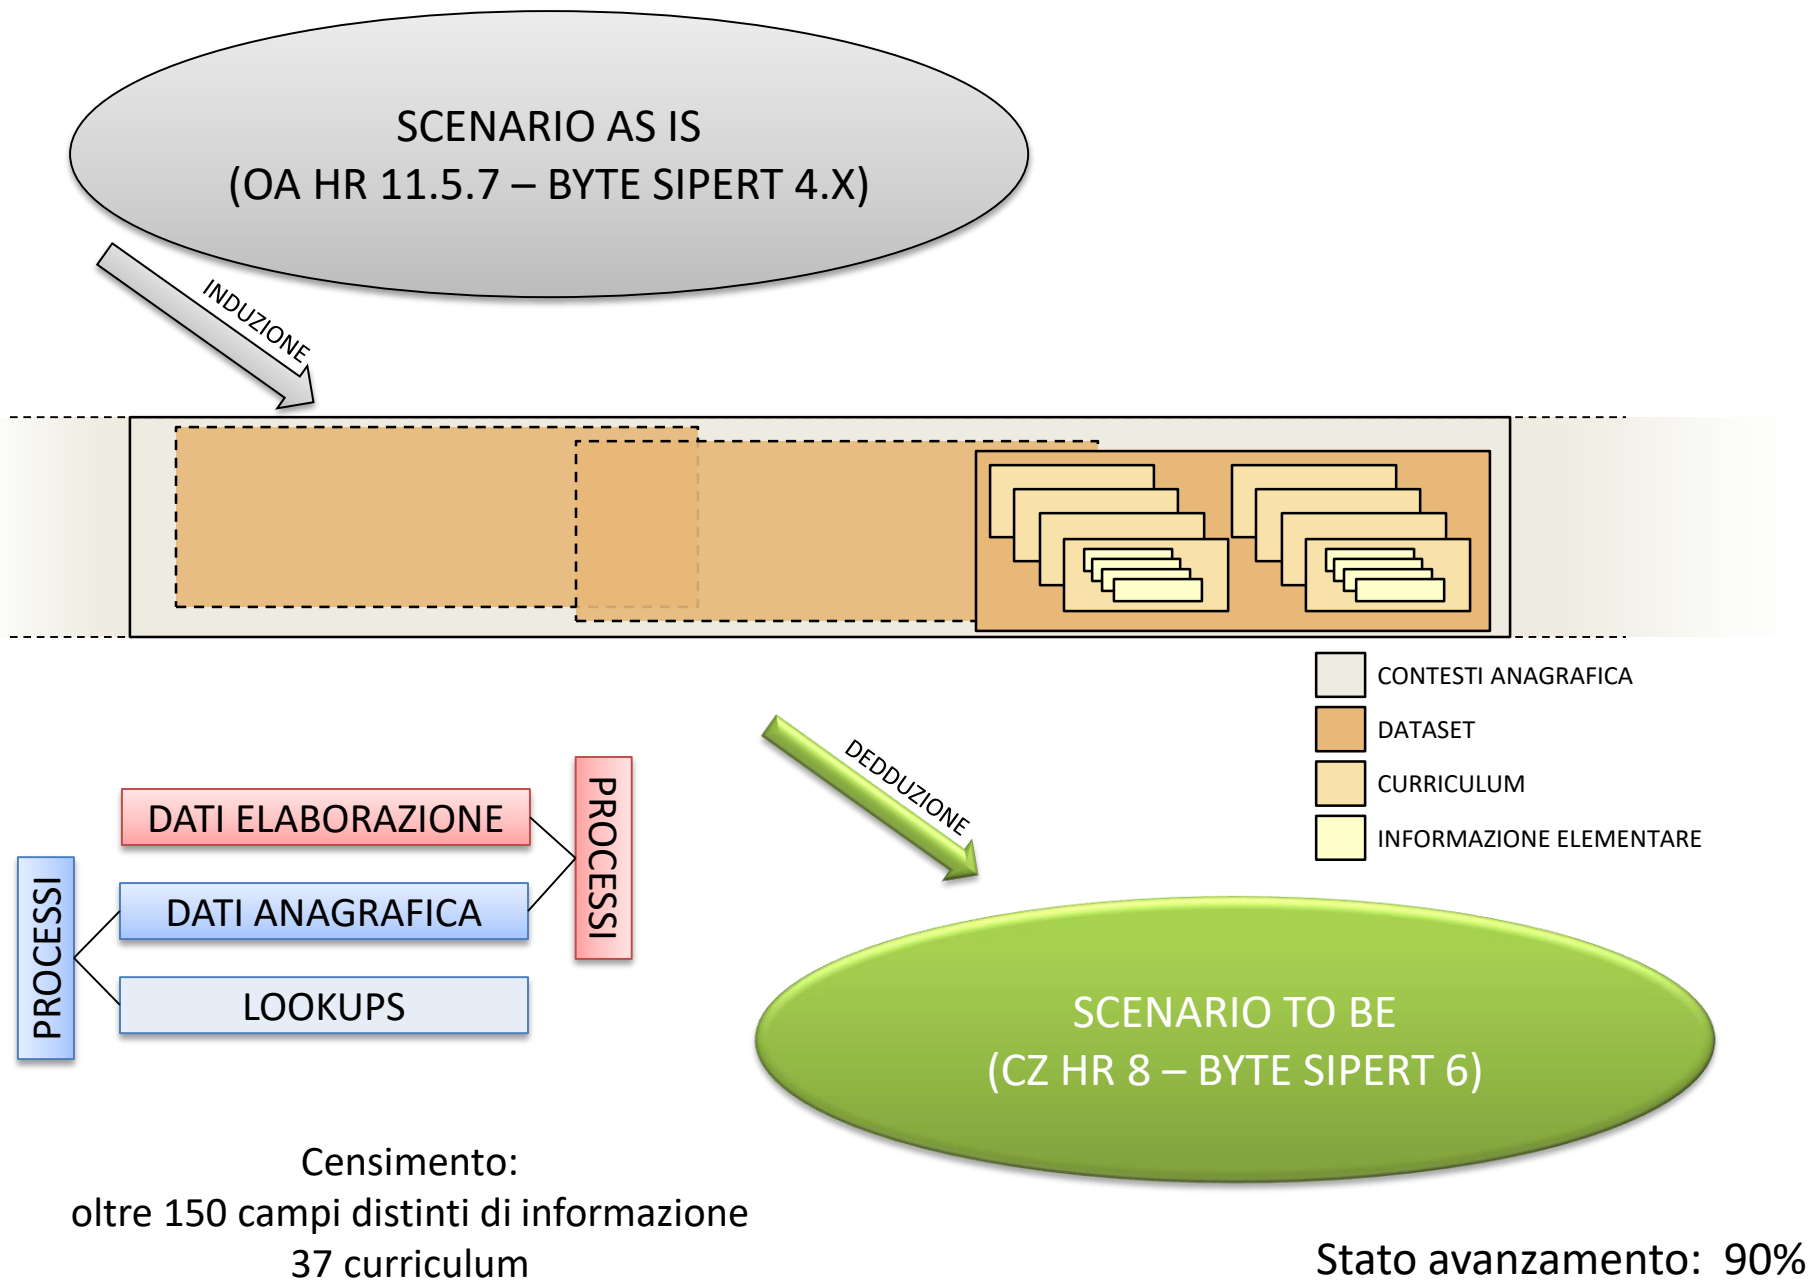 SCENARIO AS IS
(OA HR 11.5.7 – BYTE SIPERT 4.X)
INDUZIONE
CONTESTI ANAGRAFICA
DATASET
CURRICULUM
INFORMAZIONE ELEMENTARE
DEDDUZIONE
DATI ELABORAZIONE
PROCESSI
DATI ANAGRAFICA
PROCESSI
LOOKUPS
SCENARIO TO BE
(CZ HR 8 – BYTE SIPERT 6)
Censimento:
oltre 150 campi distinti di informazione
37 curriculum
Stato avanzamento: 90%